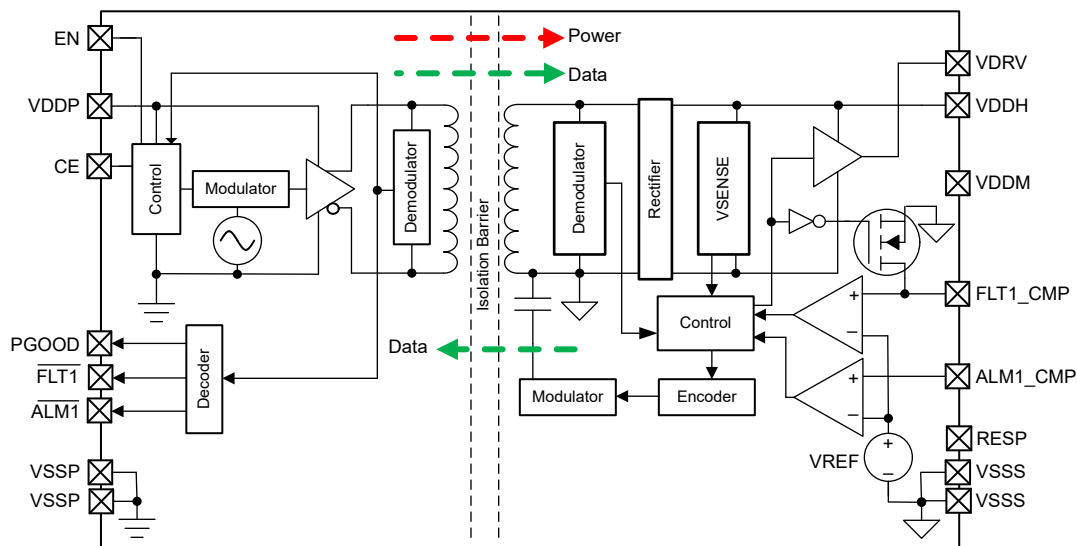 EN
Power
Data
VDRV
VDDP
VDDH
CE
Control
Modulator
Demodulator
Isolation Barrier
Demodulator
Rectifier
VSENSE
VDDM
+
−
FLT1_CMP
Control
PGOOD
FLT1
ALM1
Decoder
Data
Modulator
Encoder
+
−
ALM1_CMP
RESP
VREF
+
−
VSSP
VSSP
VSSS
VSSS